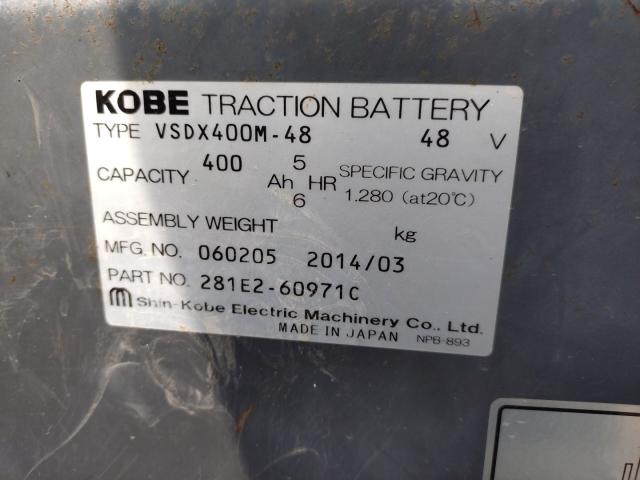 KOBE TRACTION BATTERY
TYPE VSDX400M-48 48 V
CAPACITY 400 Ah 5 HR SPECIFIC GRAVITY
6 1.280 (at20℃)
ASSEMBLY WEIGHT kg
MFG.NO. 060205 2014/03
PART NO. 281E2-60971C
Shin-Kobe Electric Machinery Co., Ltd.
MADE IN JAPAN NPB-893